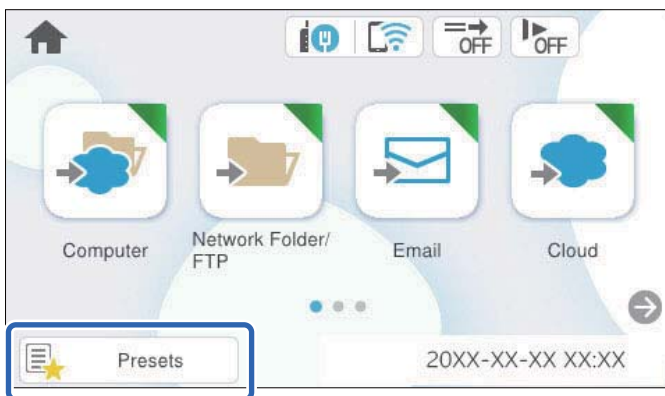 OFF
OFF
Computer
Network Folder/
FTP
Email
Cloud
Presets
20XX-XX-XX XX:XX